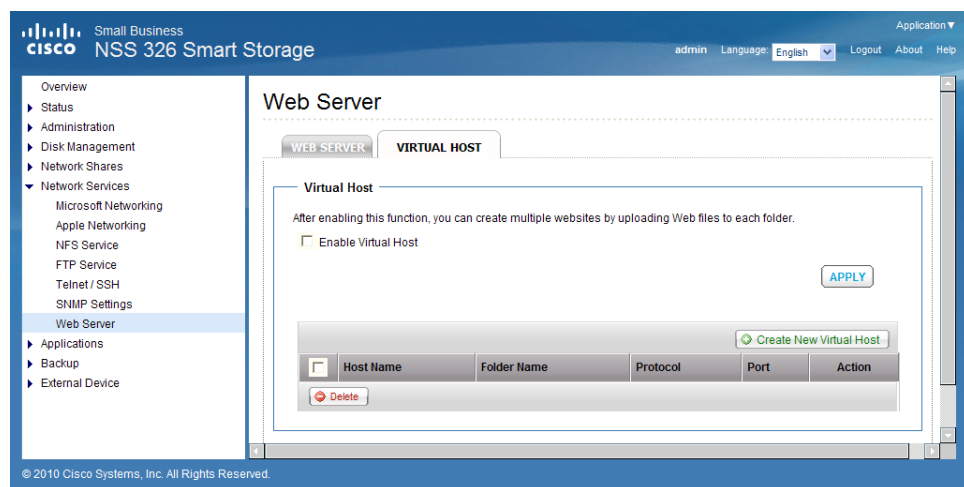 Small Business
Application▼
CISCO NSS 326 Smart Storage
admin Language: English Logout About Help
Overview
Status
Administration
Disk Management
Network Shares
Network Services
Microsoft Networking
Apple Networking
NFS Service
FTP Service
Telnet / SSH
SNMP Settings
Web Server
Applications
Backup
External Device
Web Server
WEB SERVER VIRTUAL HOST
Virtual Host
After enabling this function, you can create multiple websites by uploading Web files to each folder.
Enable Virtual Host
APPLY
Create New Virtual Host
Host Name Folder Name Protocol Port Action
Delete
© 2010 Cisco Systems, Inc. All Rights Reserved.